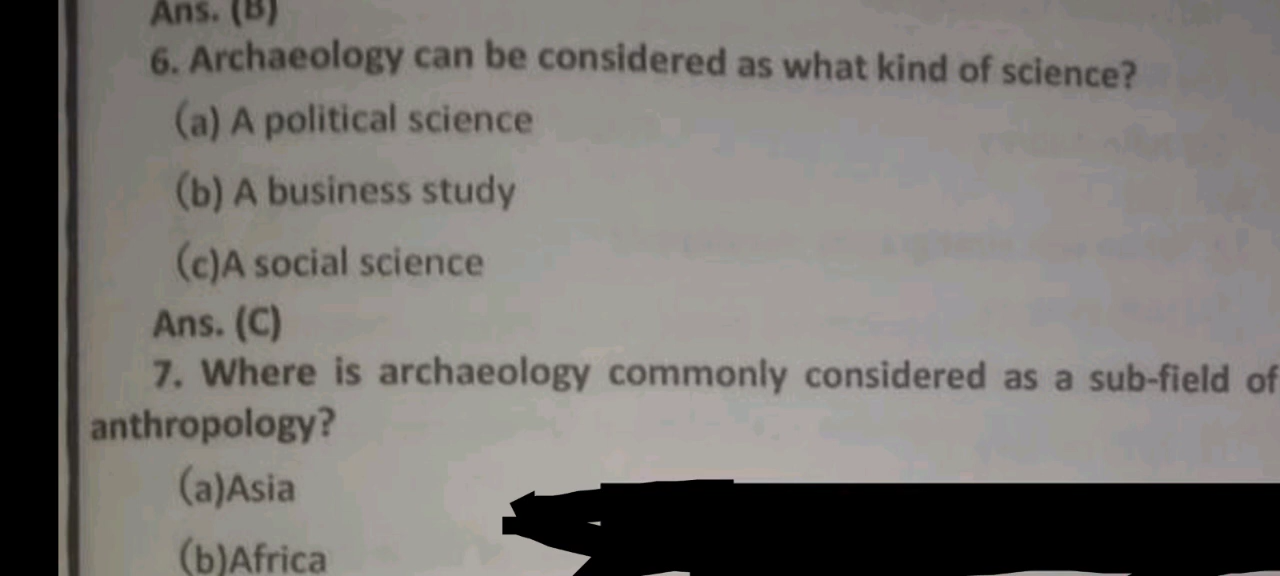 Ans. (B)
6. Archaeology can be considered as what kind of science?
(a) A political science
(b) A business study
(c)A social science
Ans. (C)
7. Where is archaeology commonly considered as a sub-field of
anthropology?
(a)Asia
(b)Africa